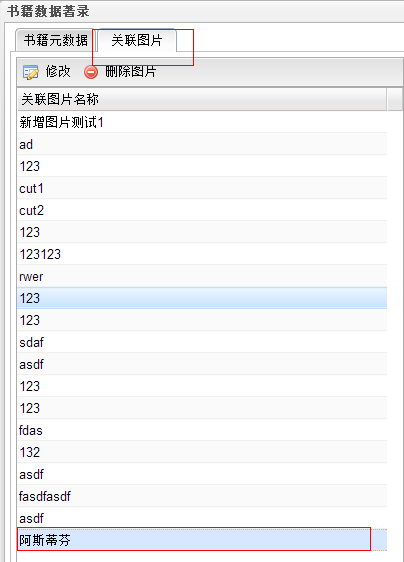 书籍数据著录
书籍元数据 关联图片
修改 删除图片
关联图片名称
新增图片测试1
ad
123
cut1
cut2
123
123123
rwer
123
123
sdaf
asdf
123
123
fdas
132
asdf
fasdfasdf
asdf
阿斯蒂芬